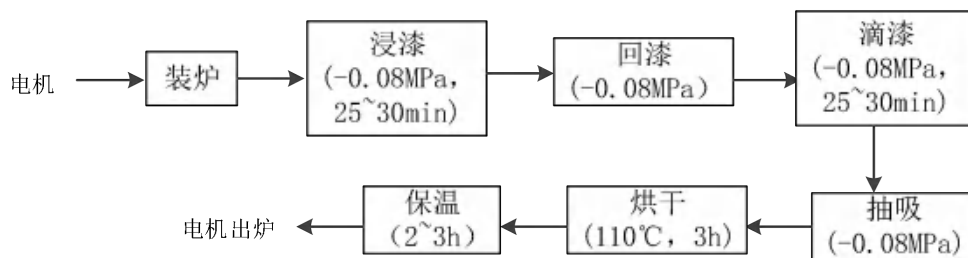 电机
装炉
浸漆
(-0.08MPa,
25~30min)
回漆
(-0.08MPa)
滴漆
(-0.08MPa,
25~30min)
抽吸
(-0.08MPa)
烘干
(110℃, 3h)
保温
(2~3h)
电机出炉